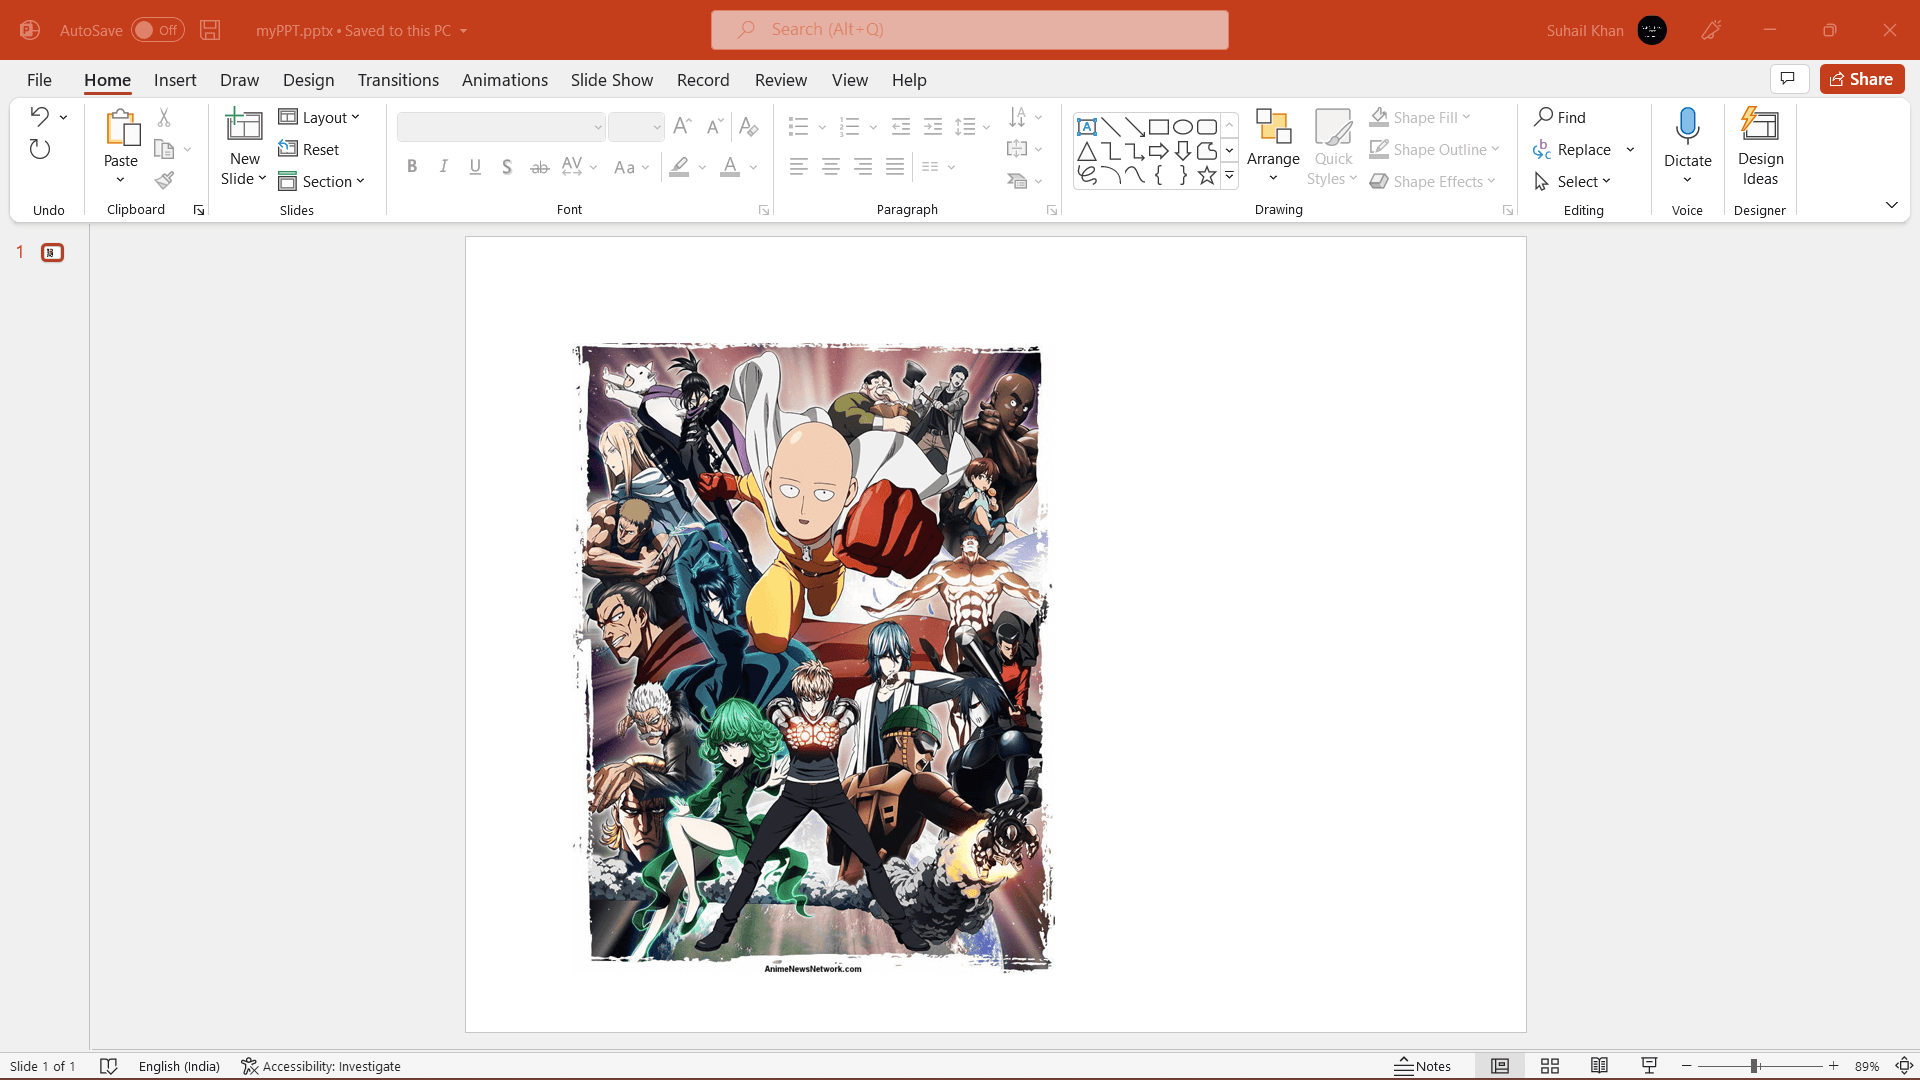 AutoSave Off myPPT.pptx • Saved to this PC Search (Alt+Q) Suhail Khan
File Home Insert Draw Design Transitions Animations Slide Show Record Review View Help Share
Paste
New Slide
Layout
Reset
Section
Arrange
Quick Styles
Shape Fill
Shape Outline
Shape Effects
Find
Replace
Select
Dictate
Design Ideas
Undo Clipboard Slides Font Paragraph Drawing Editing Voice Designer
1
AnimeNewsNetwork.com
Slide 1 of 1 English (India) Accessibility: Investigate Notes 89%